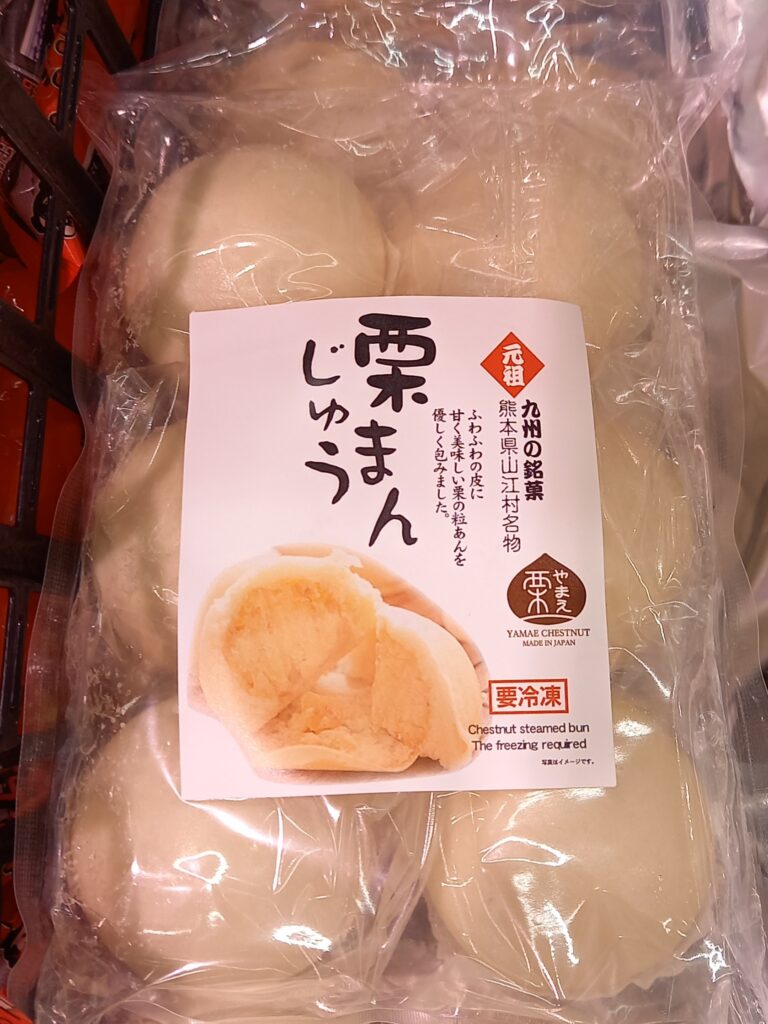 元祖
九州の銘菓
熊本県山江村名物
栗まん
じゅう
ふわふわの皮に
甘く美味しい栗の粒あんを
優しく包みました。
やまえ
栗
YAMAE CHESTNUT
MADE IN JAPAN
要冷凍
Chestnut steamed bun
The freezing required
写真はイメージです。